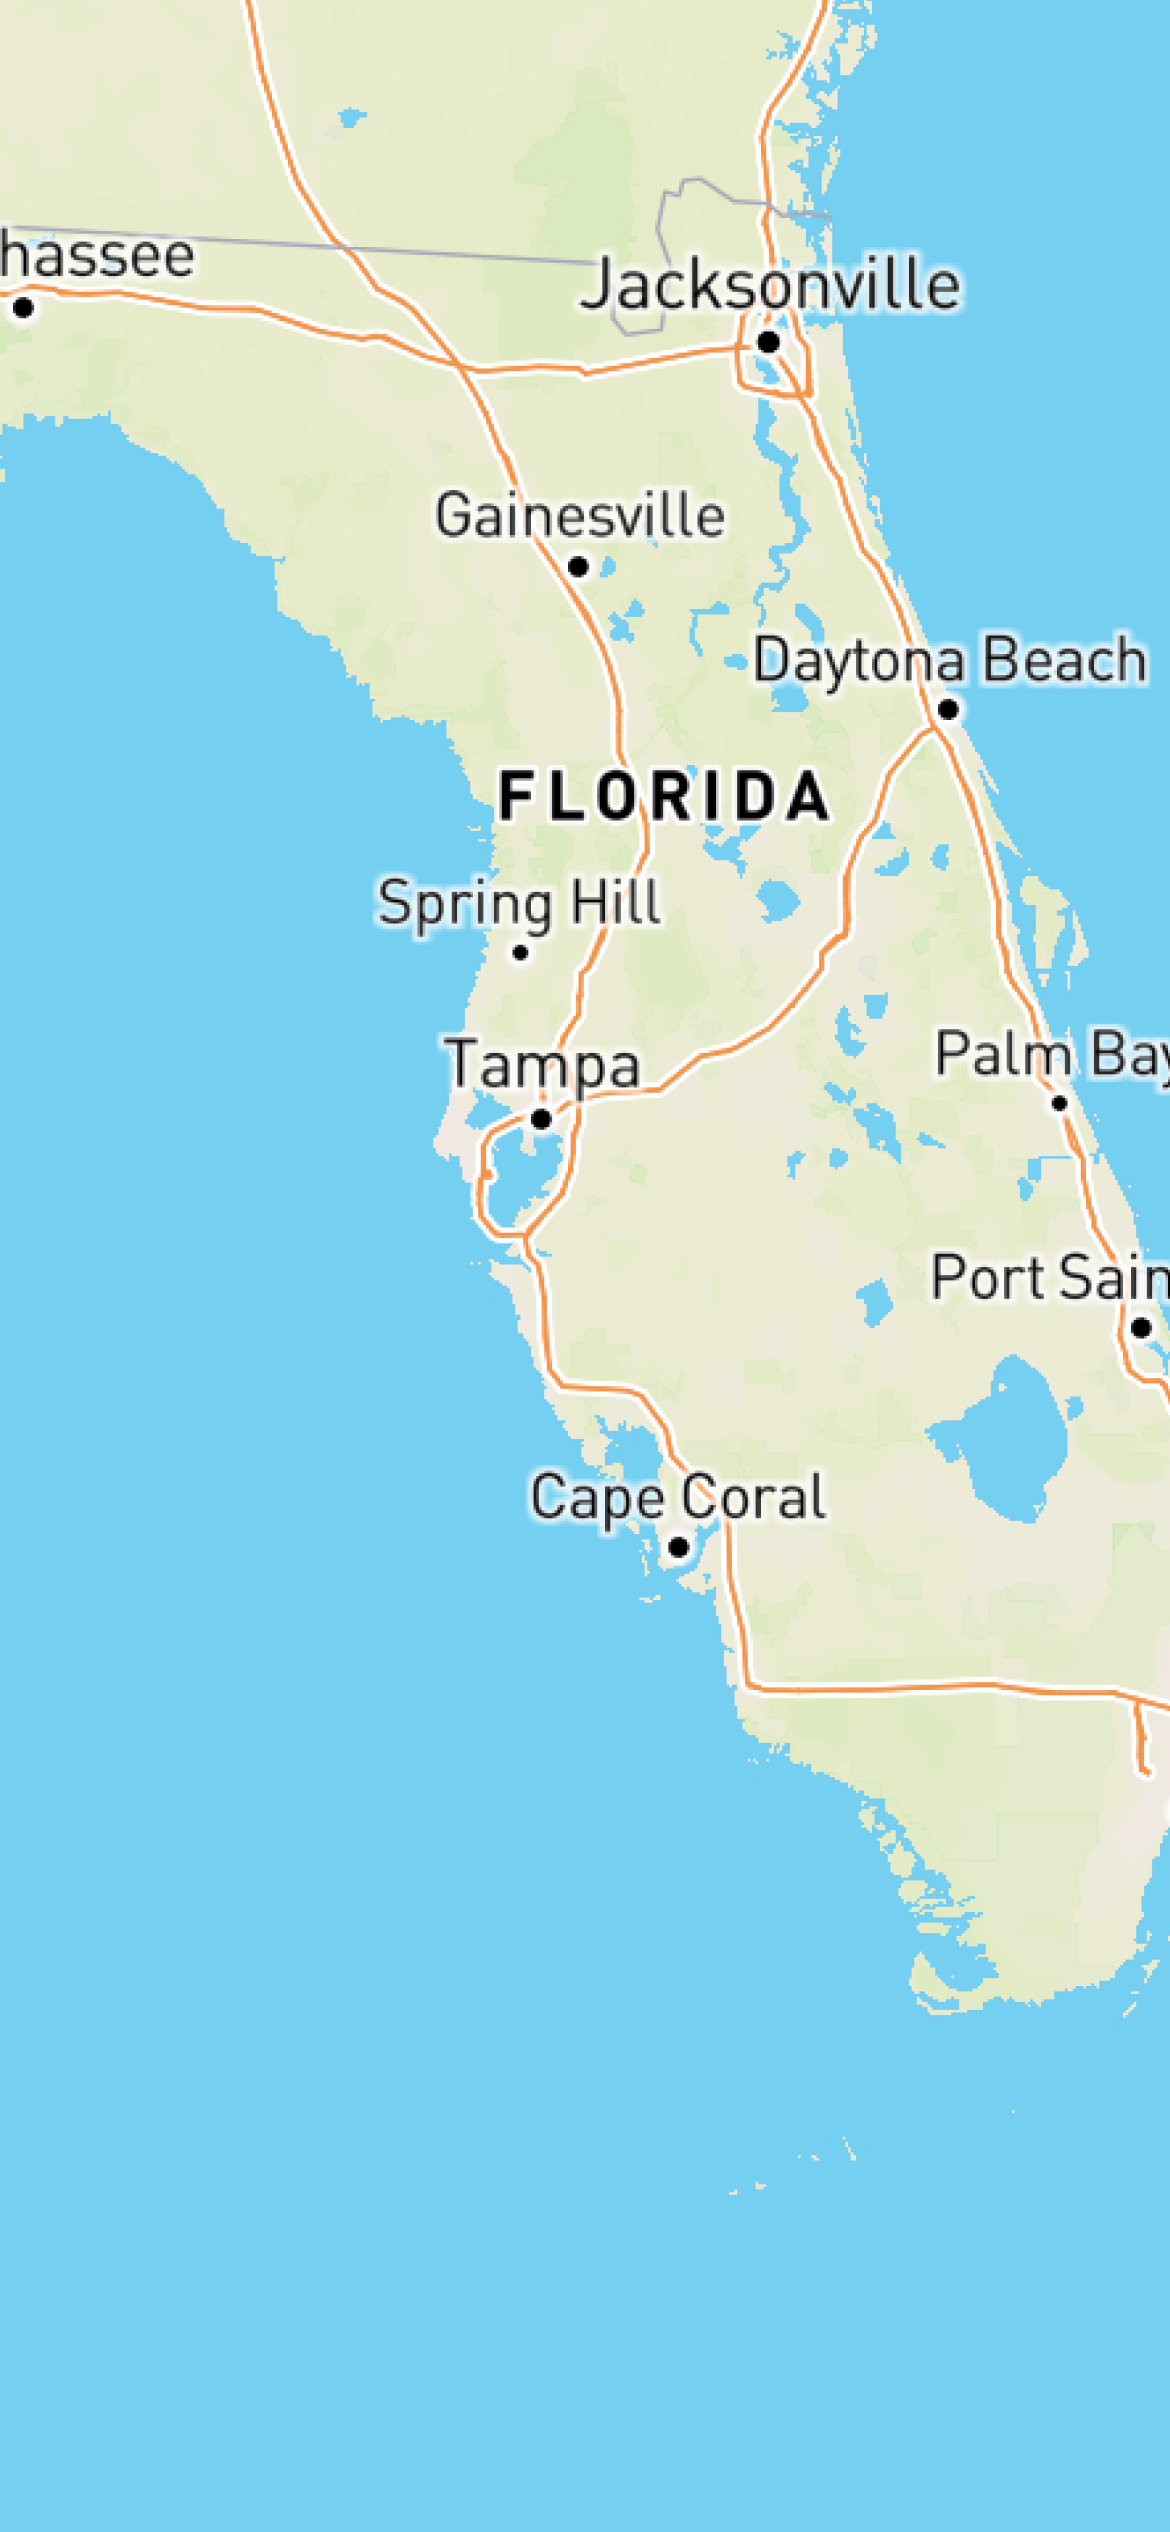 hassee
Jacksonville
Gainesville
Daytona Beach
FLORIDA
Spring Hill
Tampa
Palm Bay
Port Sain
Cape Coral